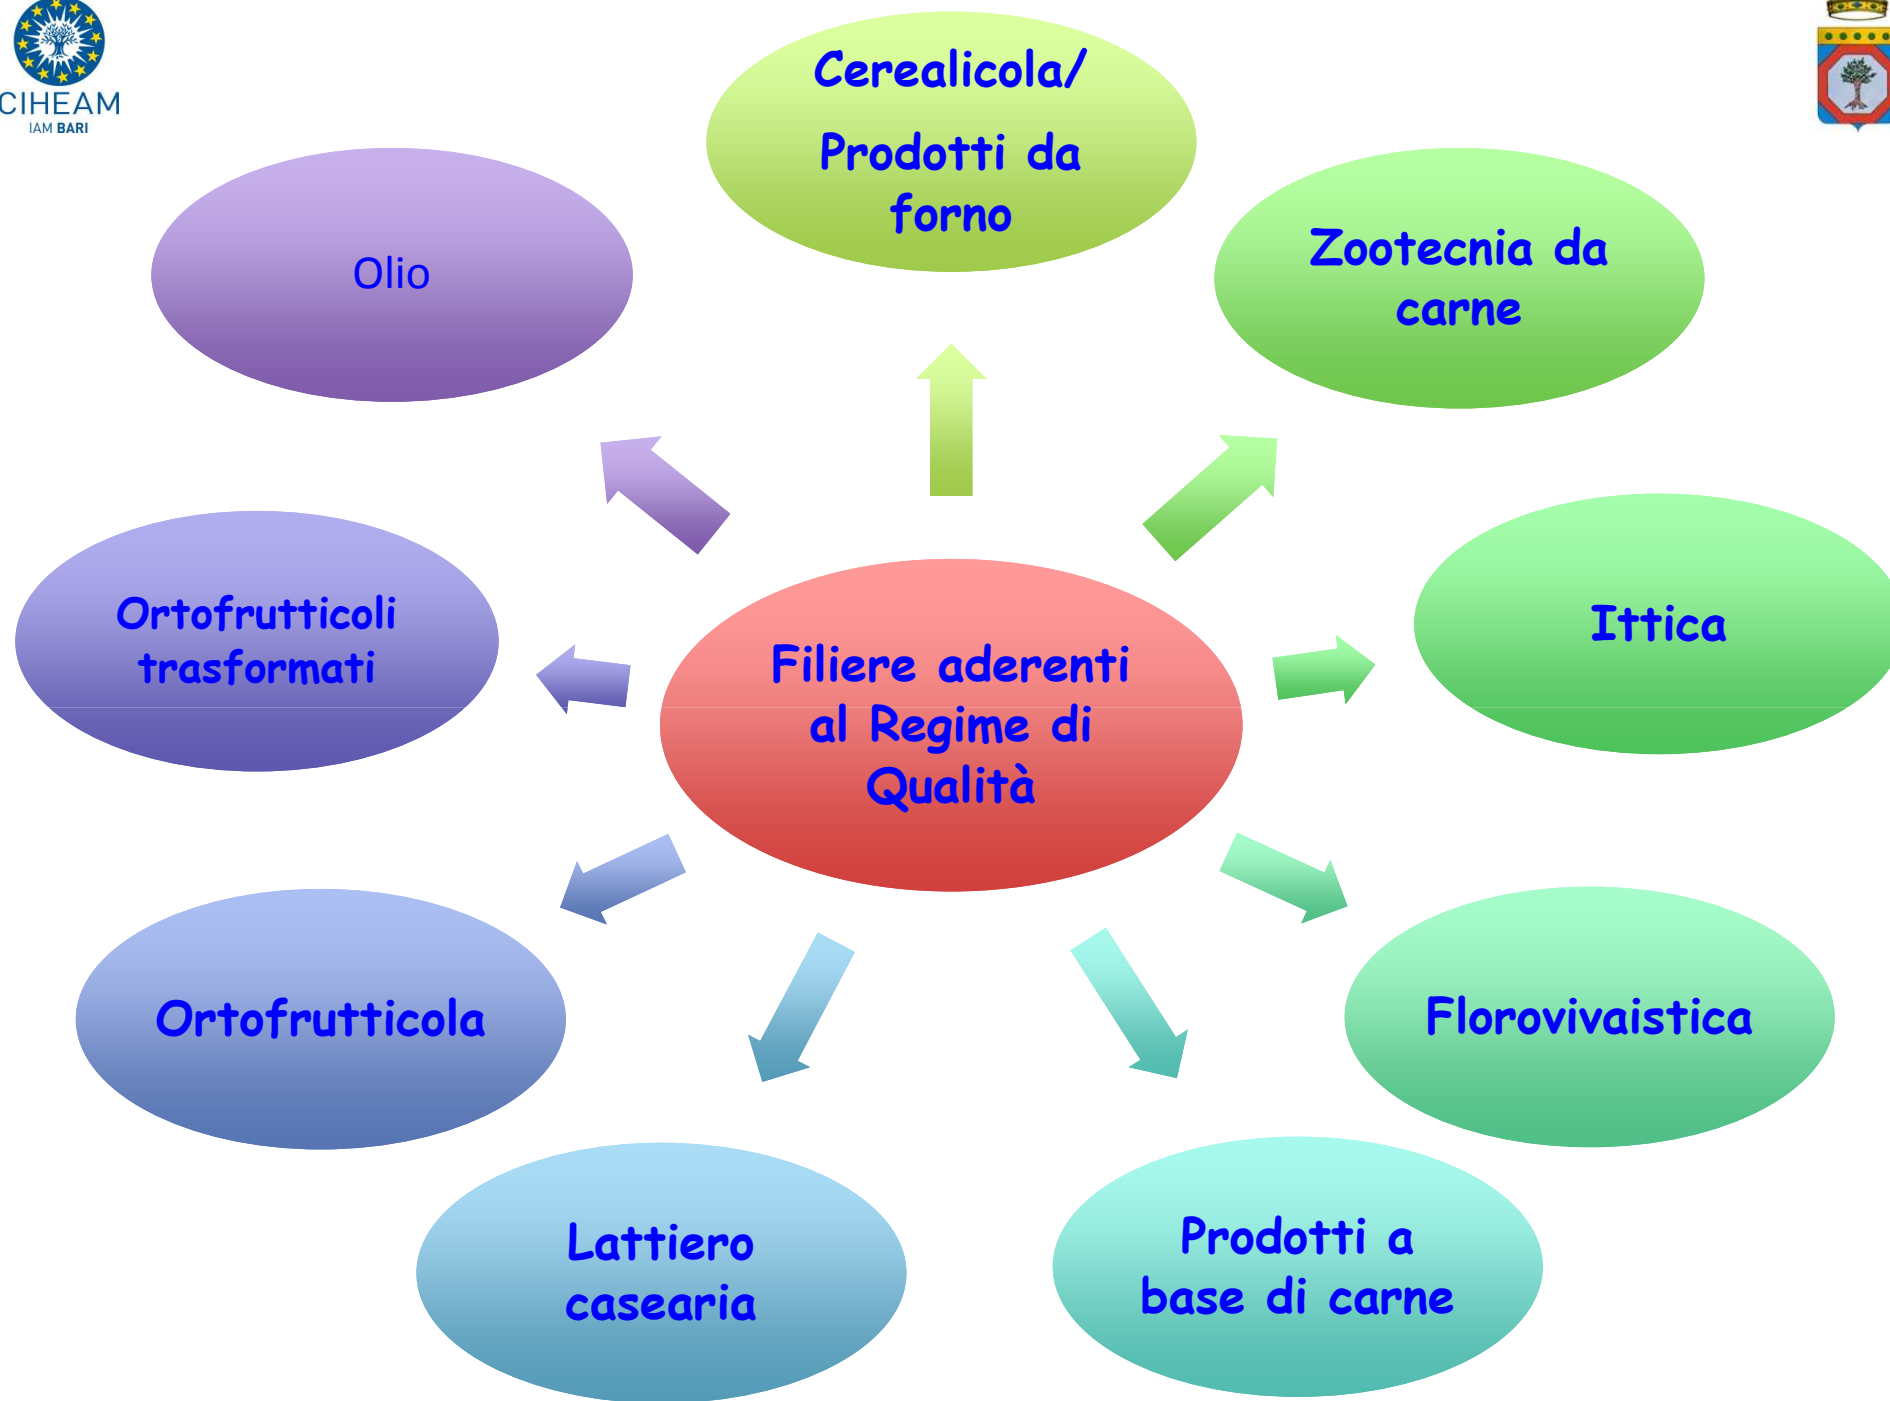 CIHEAM
IAM BARI
Cerealicola/
Prodotti da
forno
Zootecnia da
carne
Olio
Ittica
Ortofrutticoli
trasformati
Filiere aderenti
al Regime di
Qualità
Florovivaistica
Ortofrutticola
Prodotti a
base di carne
Lattiero
casearia